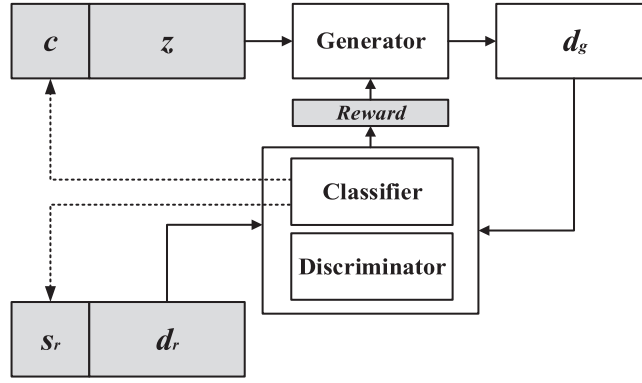 c z Generator d_g
Reward
Classifier
Discriminator
s_r d_r